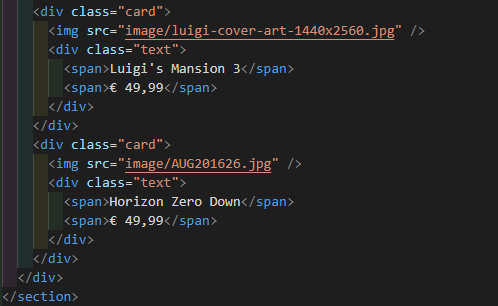 <div class="card">
<img src="image/luigi-cover-art-1440x2560.jpg" />
<div class="text">
<span>Luigi's Mansion 3</span>
<span>€ 49,99</span>
</div>
</div>
<div class="card">
<img src="image/AUG201626.jpg" />
<div class="text">
<span>Horizon Zero Down</span>
<span>€ 49,99</span>
</div>
</div>
</div>
</section>